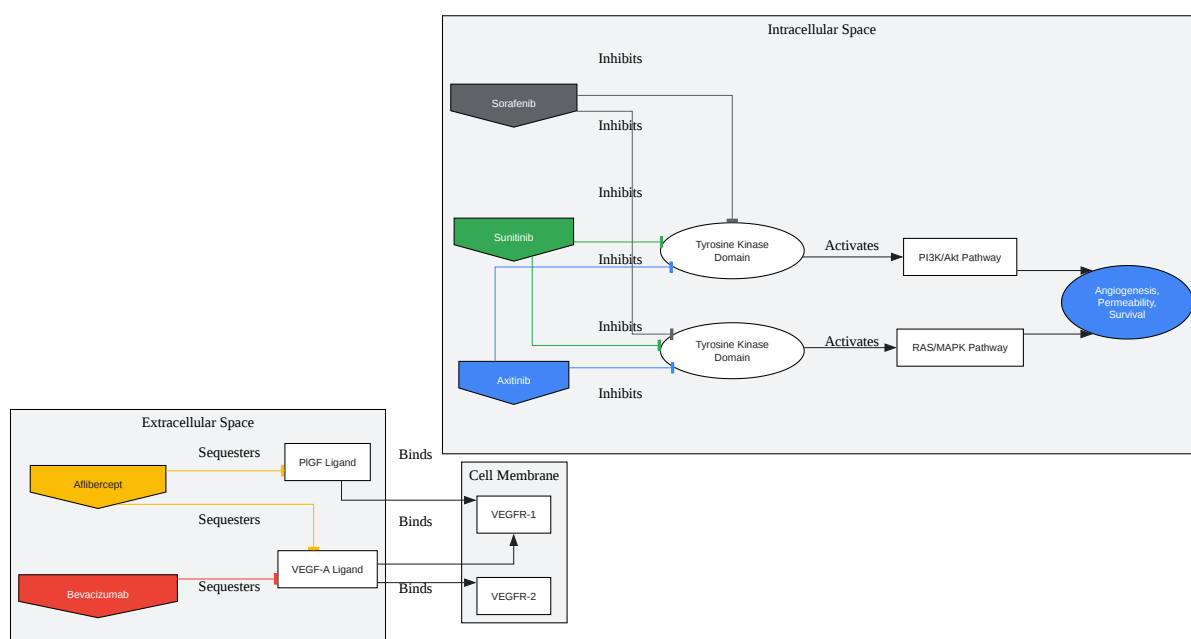 Intracellular Space
Inhibits
Sorafenib
Inhibits
Inhibits
Sunitinib
Inhibits
Tyrosine Kinase
Domain
Activates
PI3K/Akt Pathway
Angiogenesis,
Permeability,
Survival
Inhibits
Tyrosine Kinase
Domain
Activates
RAS/MAPK Pathway
Axitinib
Inhibits
Extracellular Space
Sequesters
PlGF Ligand
Binds
Aflibercept
Sequesters
Binds
Cell Membrane
VEGFR-1
VEGF-A Ligand
Bevacizumab
Sequesters
Binds
VEGFR-2